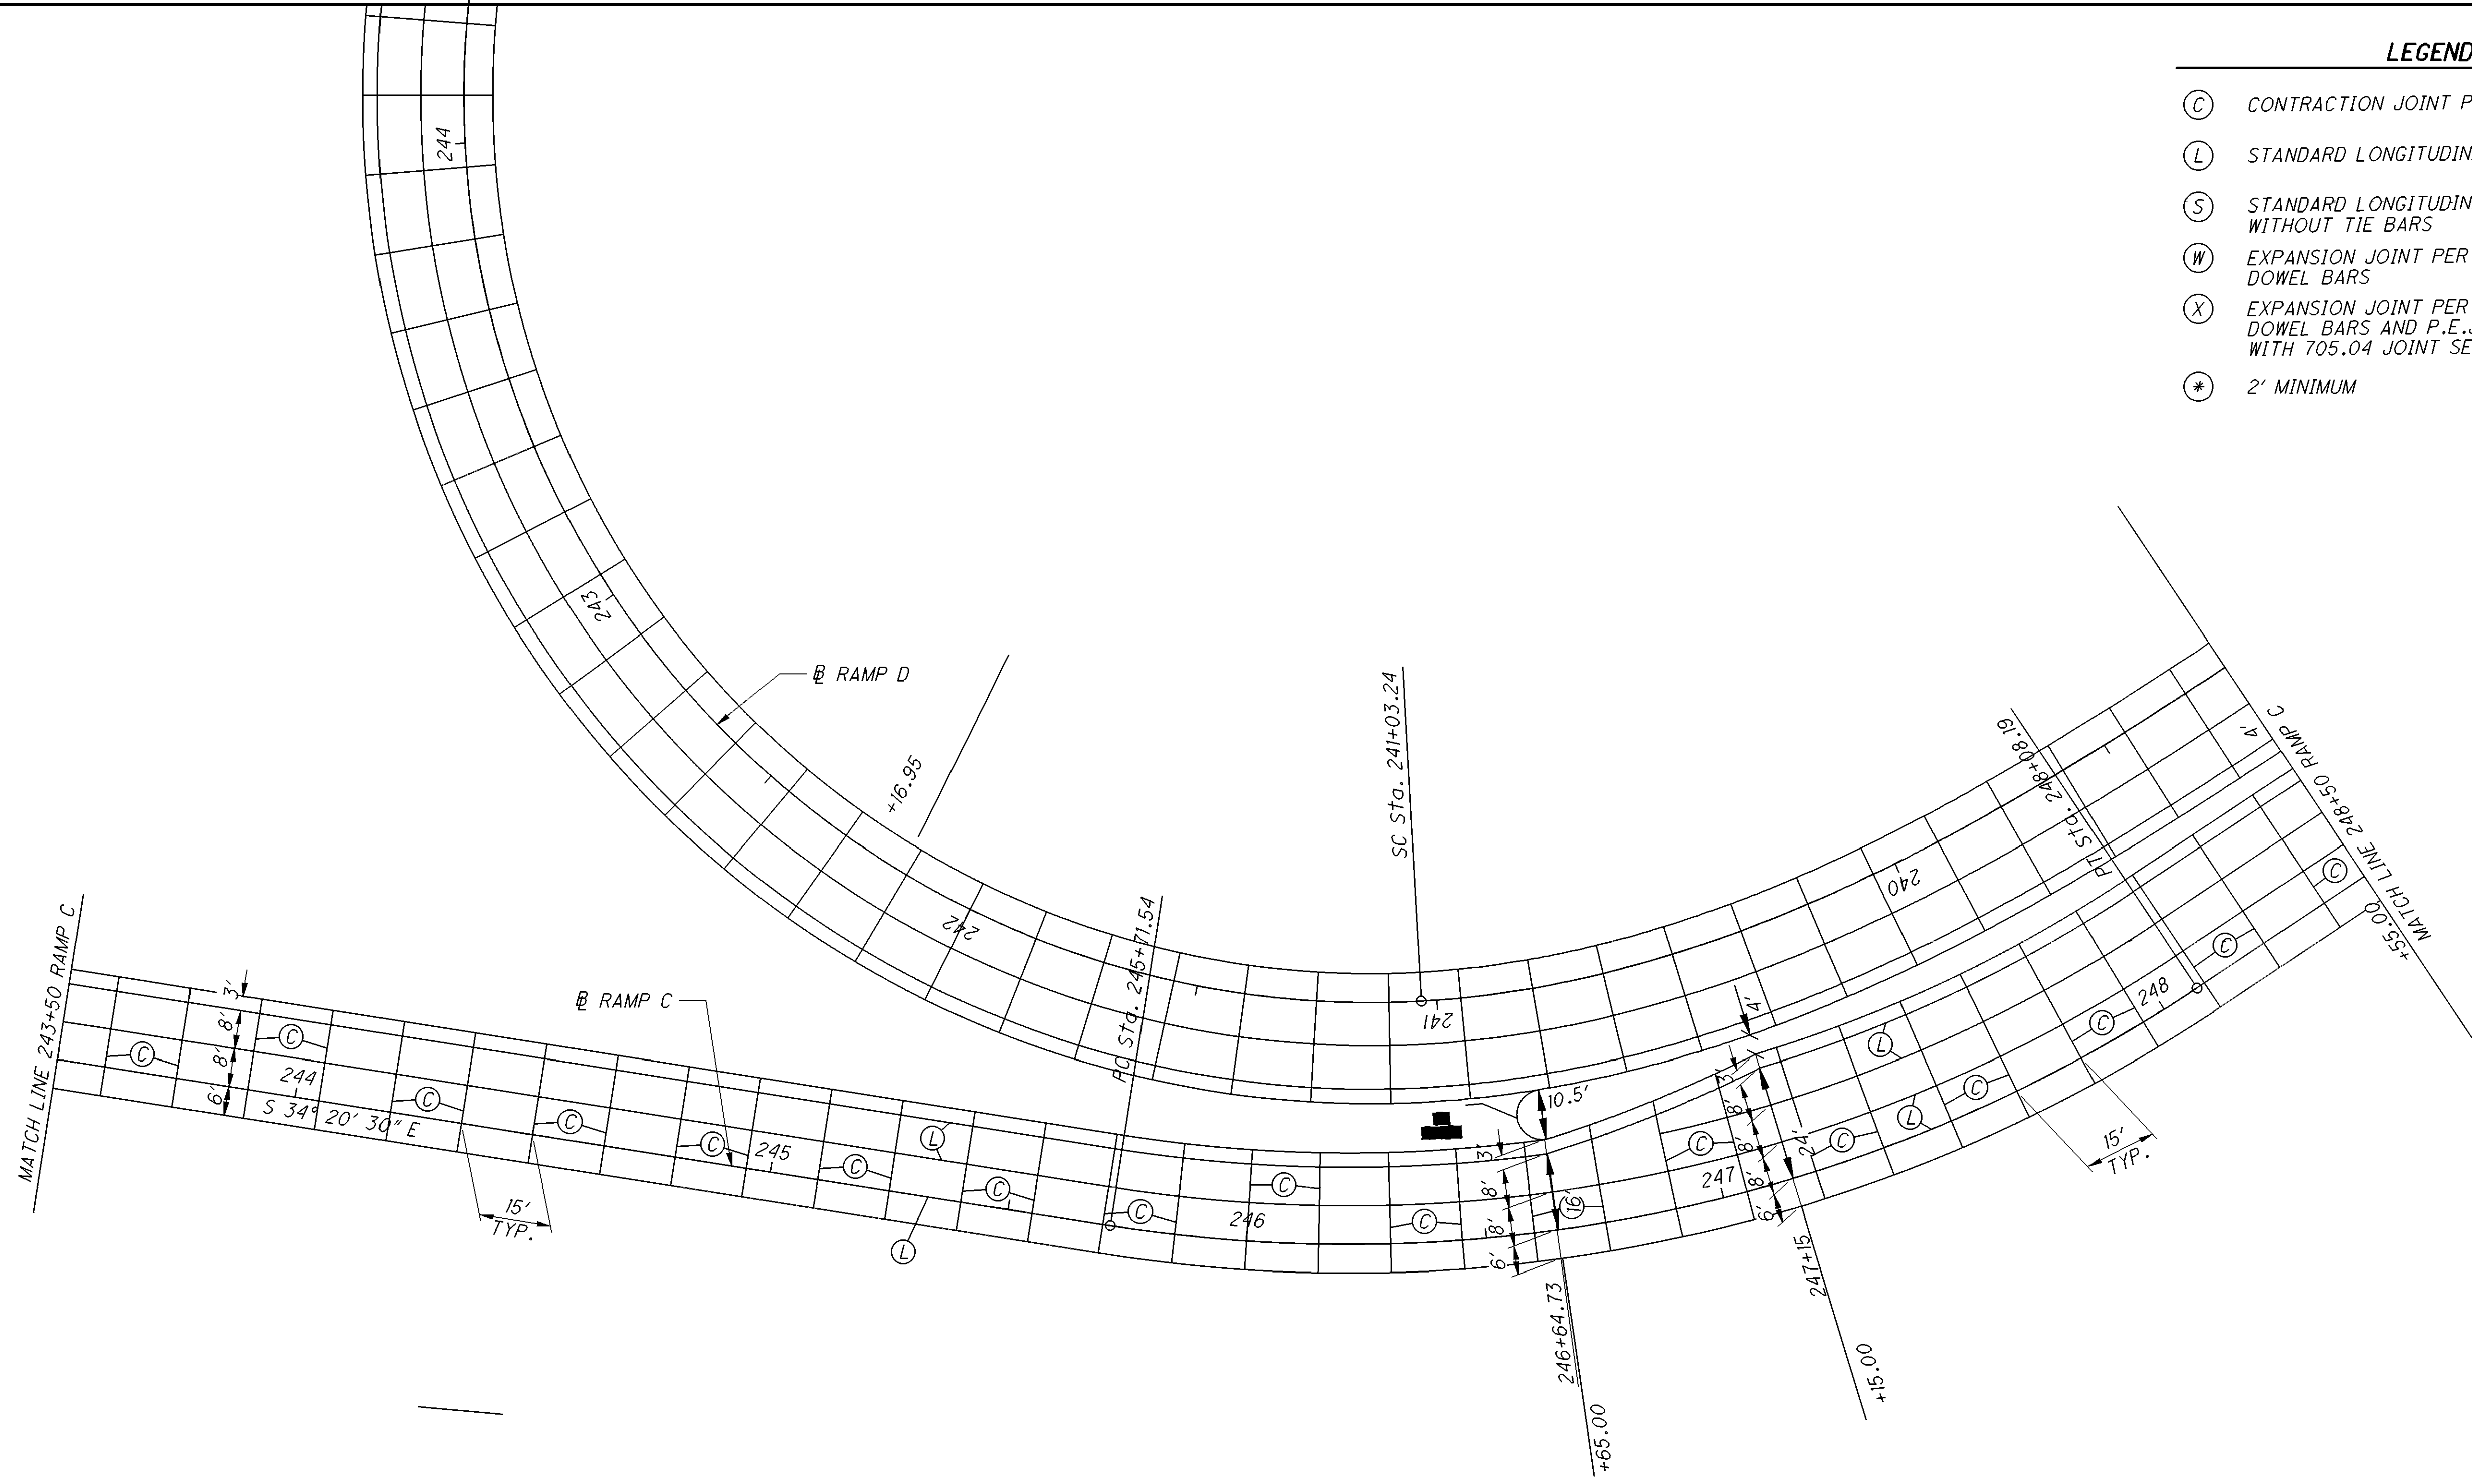 LEGEND
C CONTRACTION JOINT P
L STANDARD LONGITUDIN
S STANDARD LONGITUDIN
WITHOUT TIE BARS
W EXPANSION JOINT PER
DOWEL BARS
X EXPANSION JOINT PER
DOWEL BARS AND P.E.J
WITH 705.04 JOINT SE
* 2' MINIMUM
244
243
℄ RAMP D
+16.95
242
SC Sta. 241+03.24
241
240
PT Sta. 248+08.19
4'
MATCH LINE 248+50 RAMP C
+55.00
MATCH LINE 243+50 RAMP C
3'
8'
8'
6'
C
C
244
S 34° 20' 30" E
C
15'
TYP.
C
℄ RAMP C
C
245
C
L
L
C
PC Sta. 245+71.54
C
C
246
C
10.5'
3'
8'
8'
6'
16'
C
246+64.73
+65.00
4'
3'
8'
8'
8'
6'
24'
C
247
247+15
+15.00
C
L
L
C
C
248
15'
TYP.
C
C